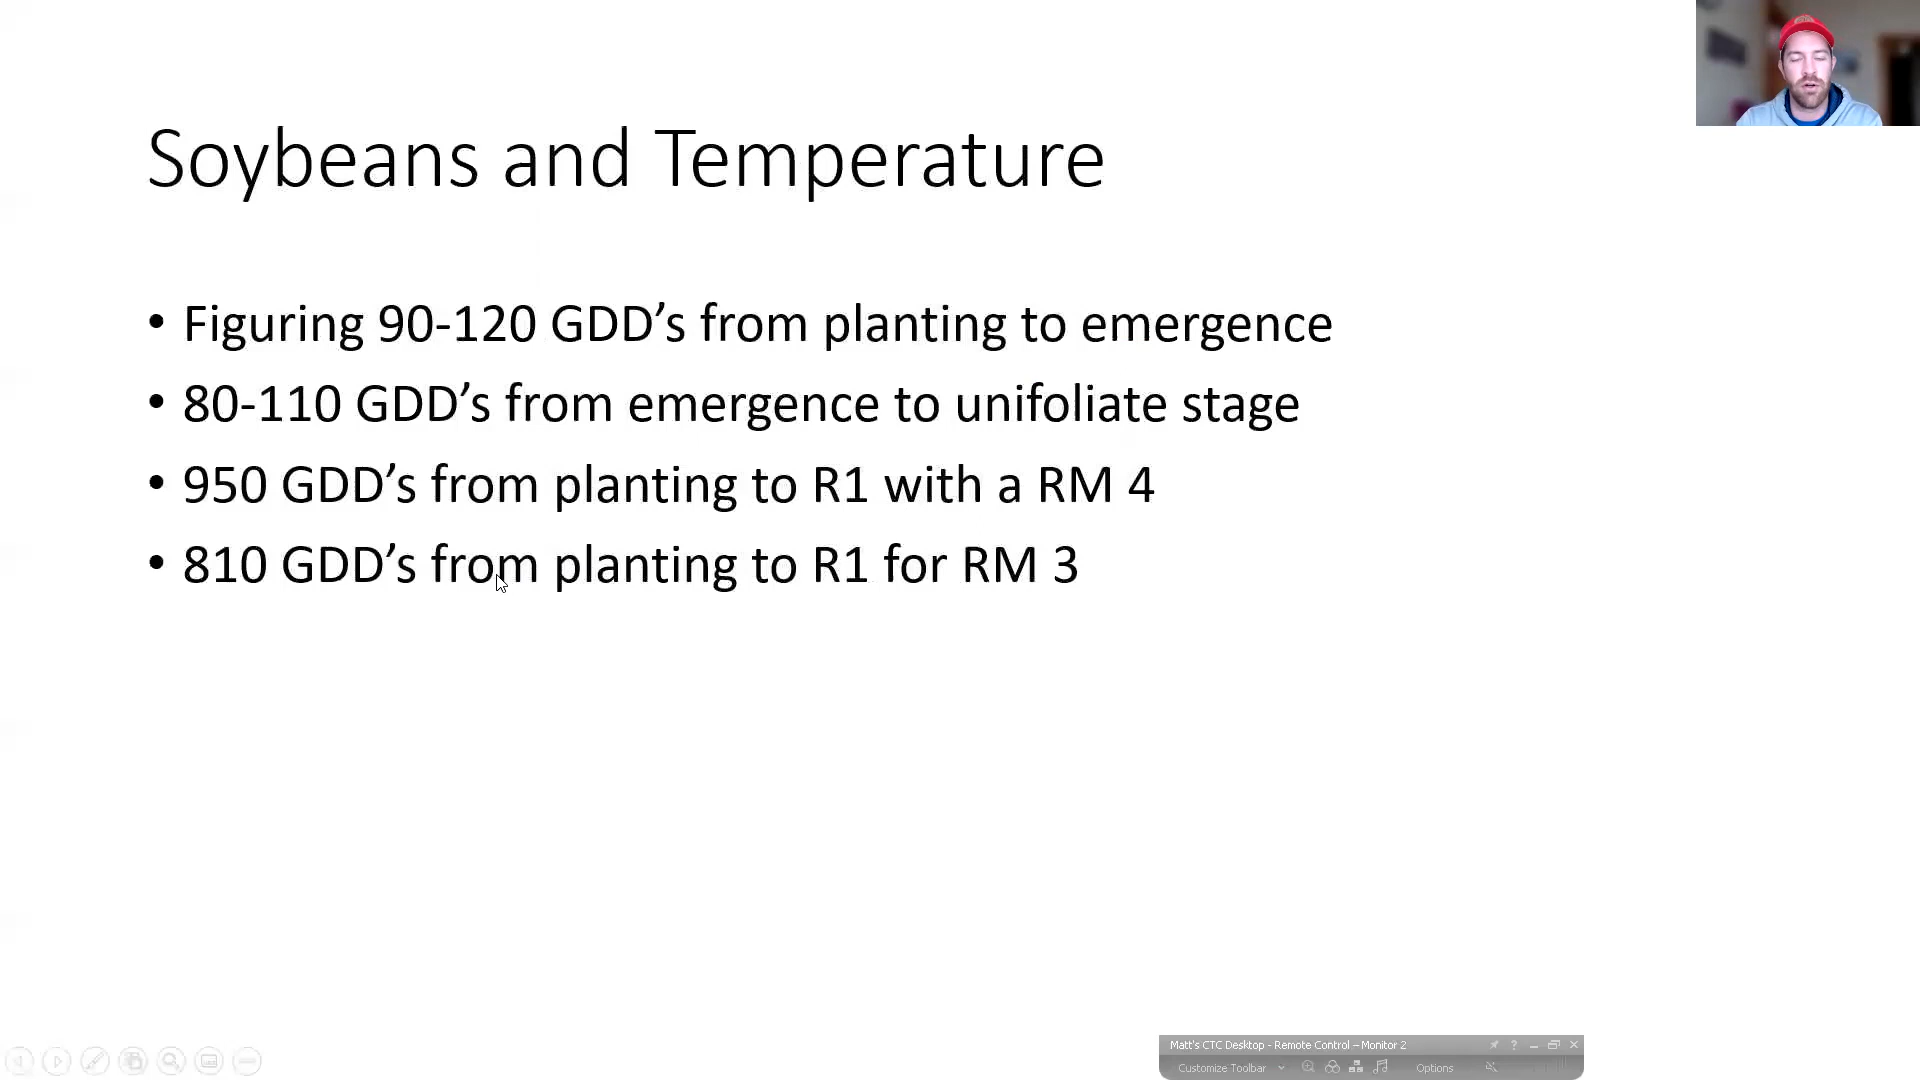 Soybeans and Temperature
• Figuring 90-120 GDD’s from planting to emergence
• 80-110 GDD’s from emergence to unifoliate stage
• 950 GDD’s from planting to R1 with a RM 4
• 810 GDD’s from planting to R1 for RM 3
Matt's CTC Desktop - Remote Control – Monitor 2
Customize Toolbar Options